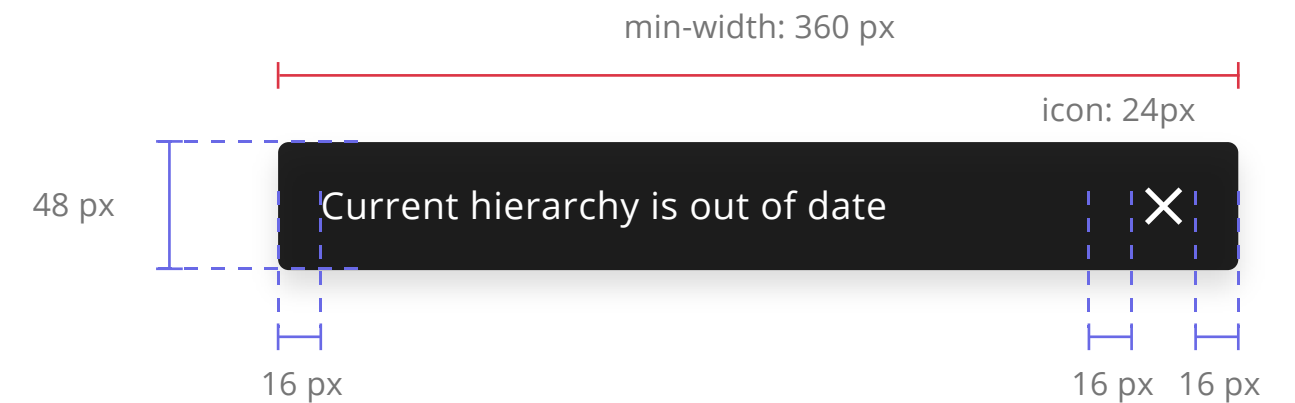 min-width: 360 px
icon: 24px
48 px
Current hierarchy is out of date
16 px
16 px
16 px